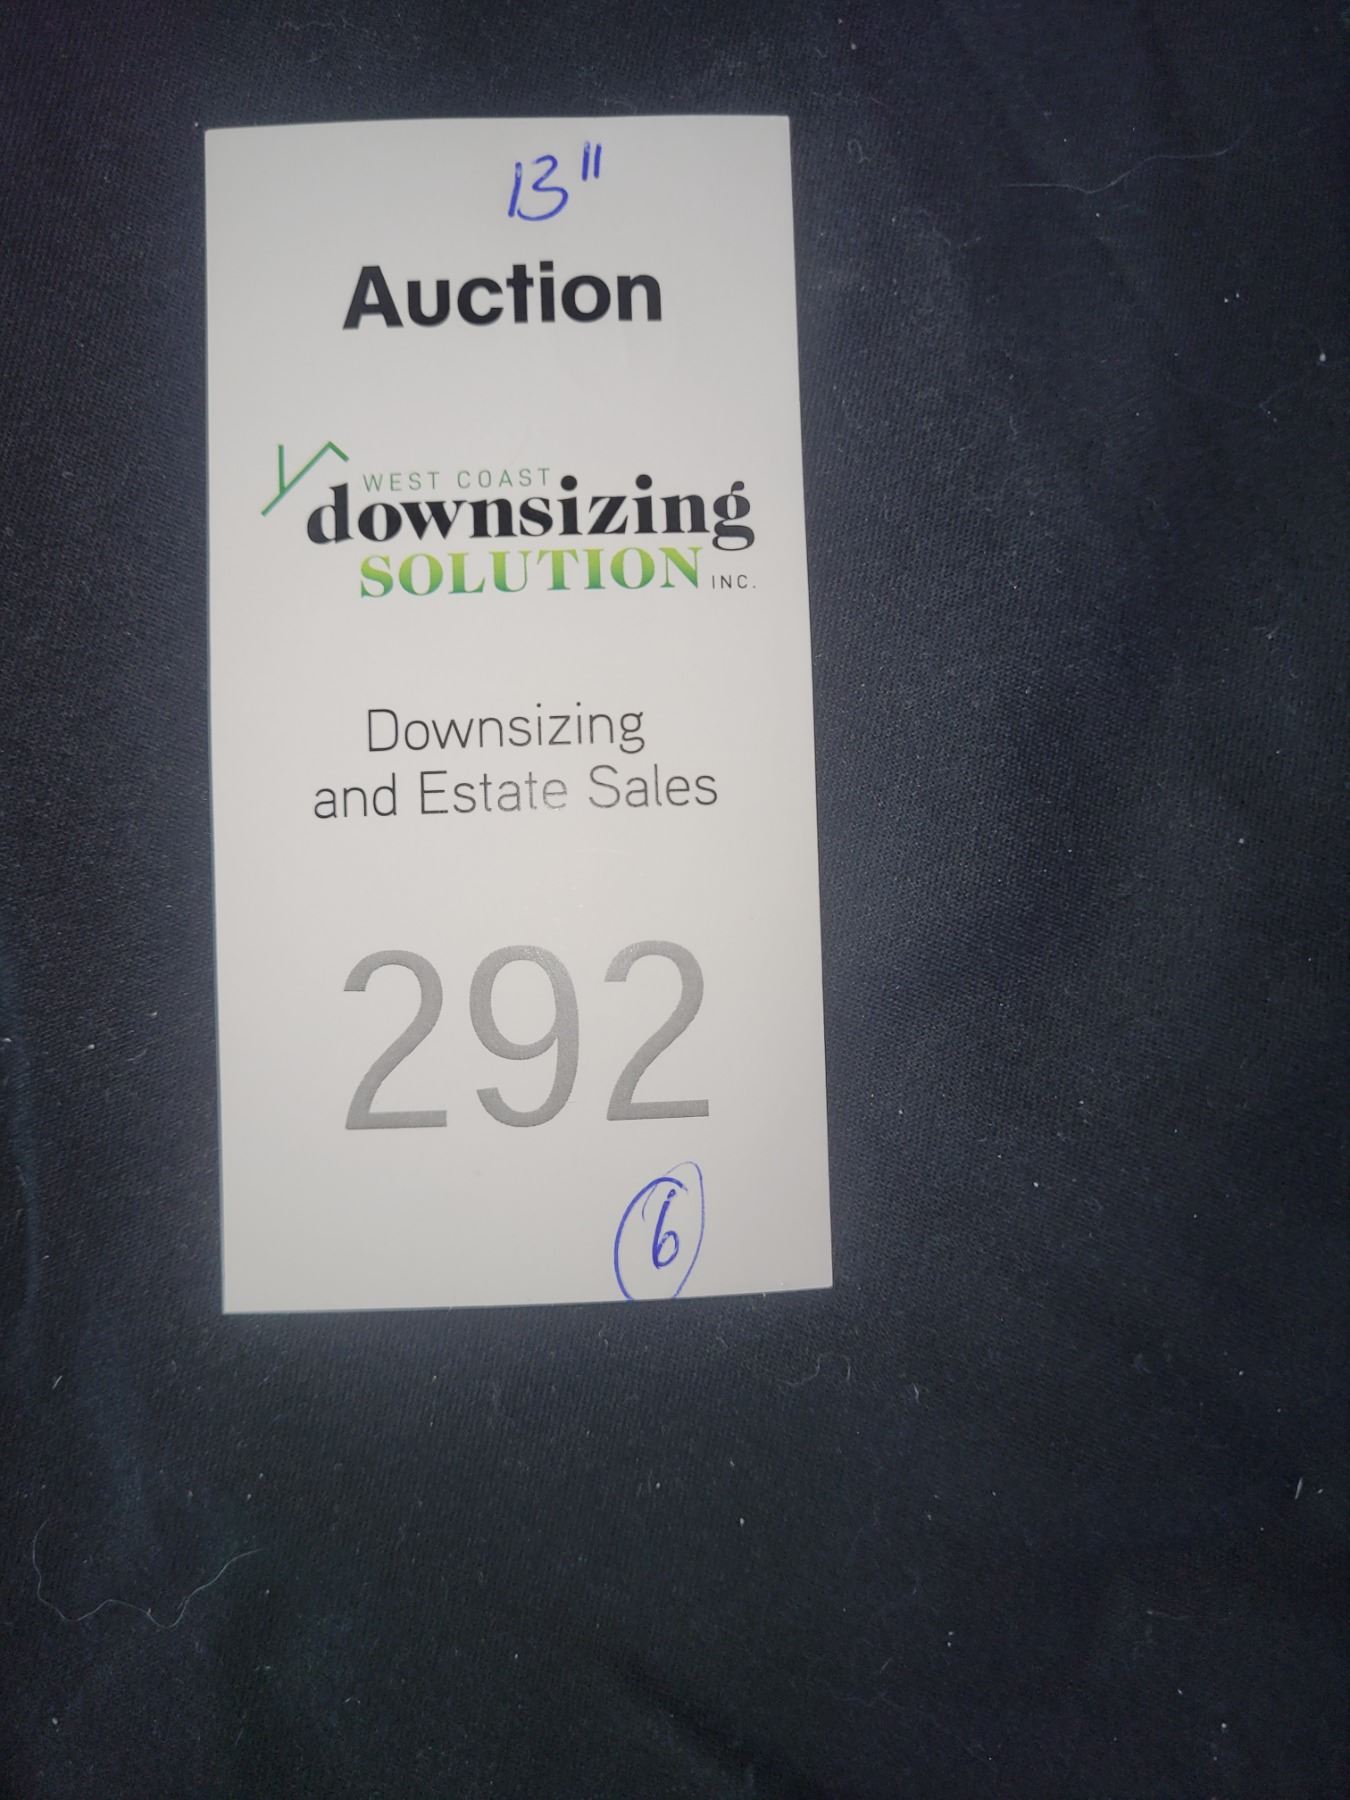 13"
Auction
WEST COAST
downsizing
SOLUTION INC.
Downsizing
and Estate Sales
292
6